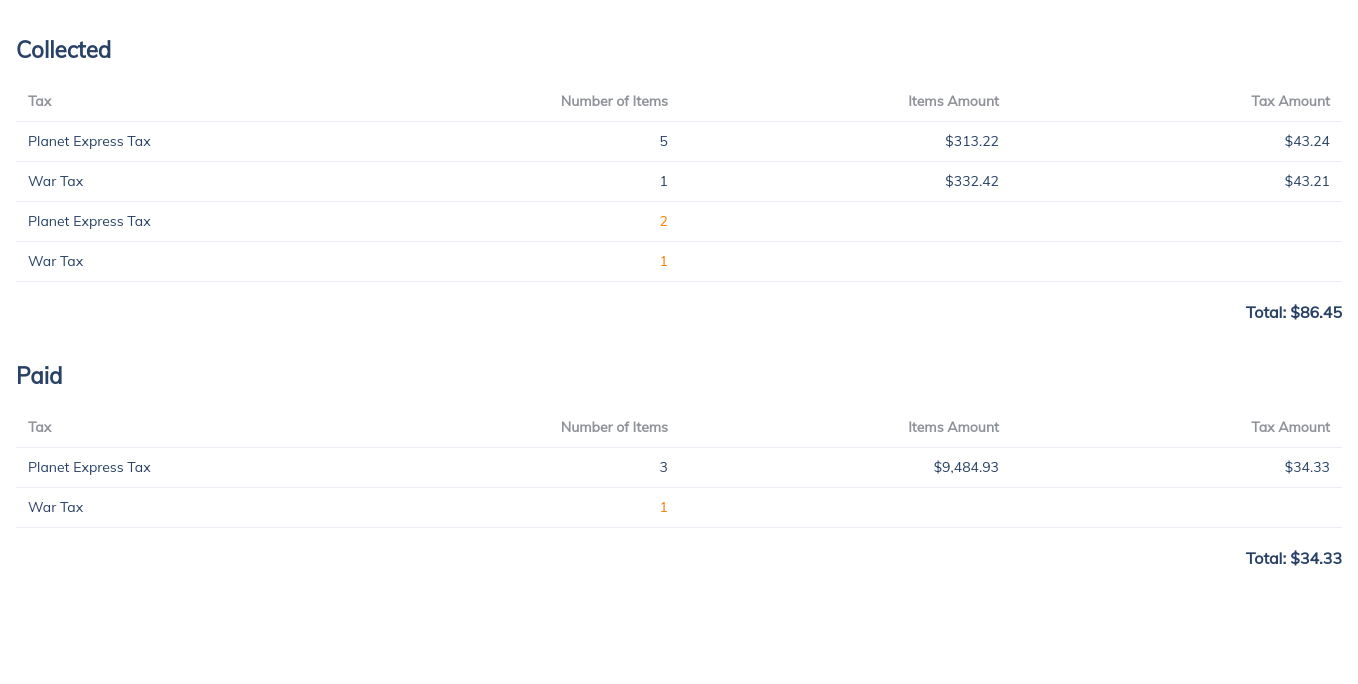 Collected
Tax Number of Items Items Amount Tax Amount
Planet Express Tax 5 $313.22 $43.24
War Tax 1 $332.42 $43.21
Planet Express Tax 2
War Tax 1
Total: $86.45
Paid
Tax Number of Items Items Amount Tax Amount
Planet Express Tax 3 $9,484.93 $34.33
War Tax 1
Total: $34.33